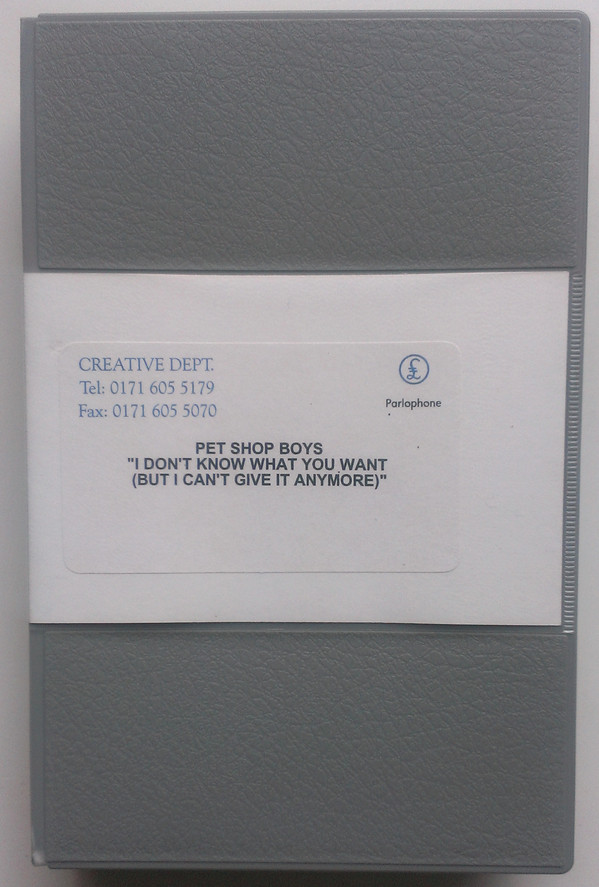 CREATIVE DEPT.
Tel: 0171 605 5179
Fax: 0171 605 5070
£
Parlophone
PET SHOP BOYS
"I DON'T KNOW WHAT YOU WANT
(BUT I CAN'T GIVE IT ANYMORE)"